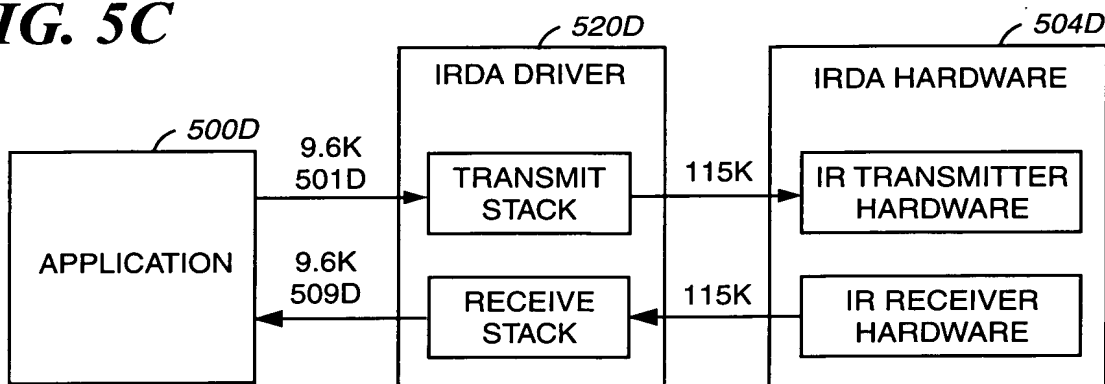 IG. 5C
520D
504D
IRDA DRIVER
IRDA HARDWARE
500D
9.6K
501D
TRANSMIT
STACK
115K
IR TRANSMITTER
HARDWARE
APPLICATION
9.6K
509D
RECEIVE
STACK
115K
IR RECEIVER
HARDWARE